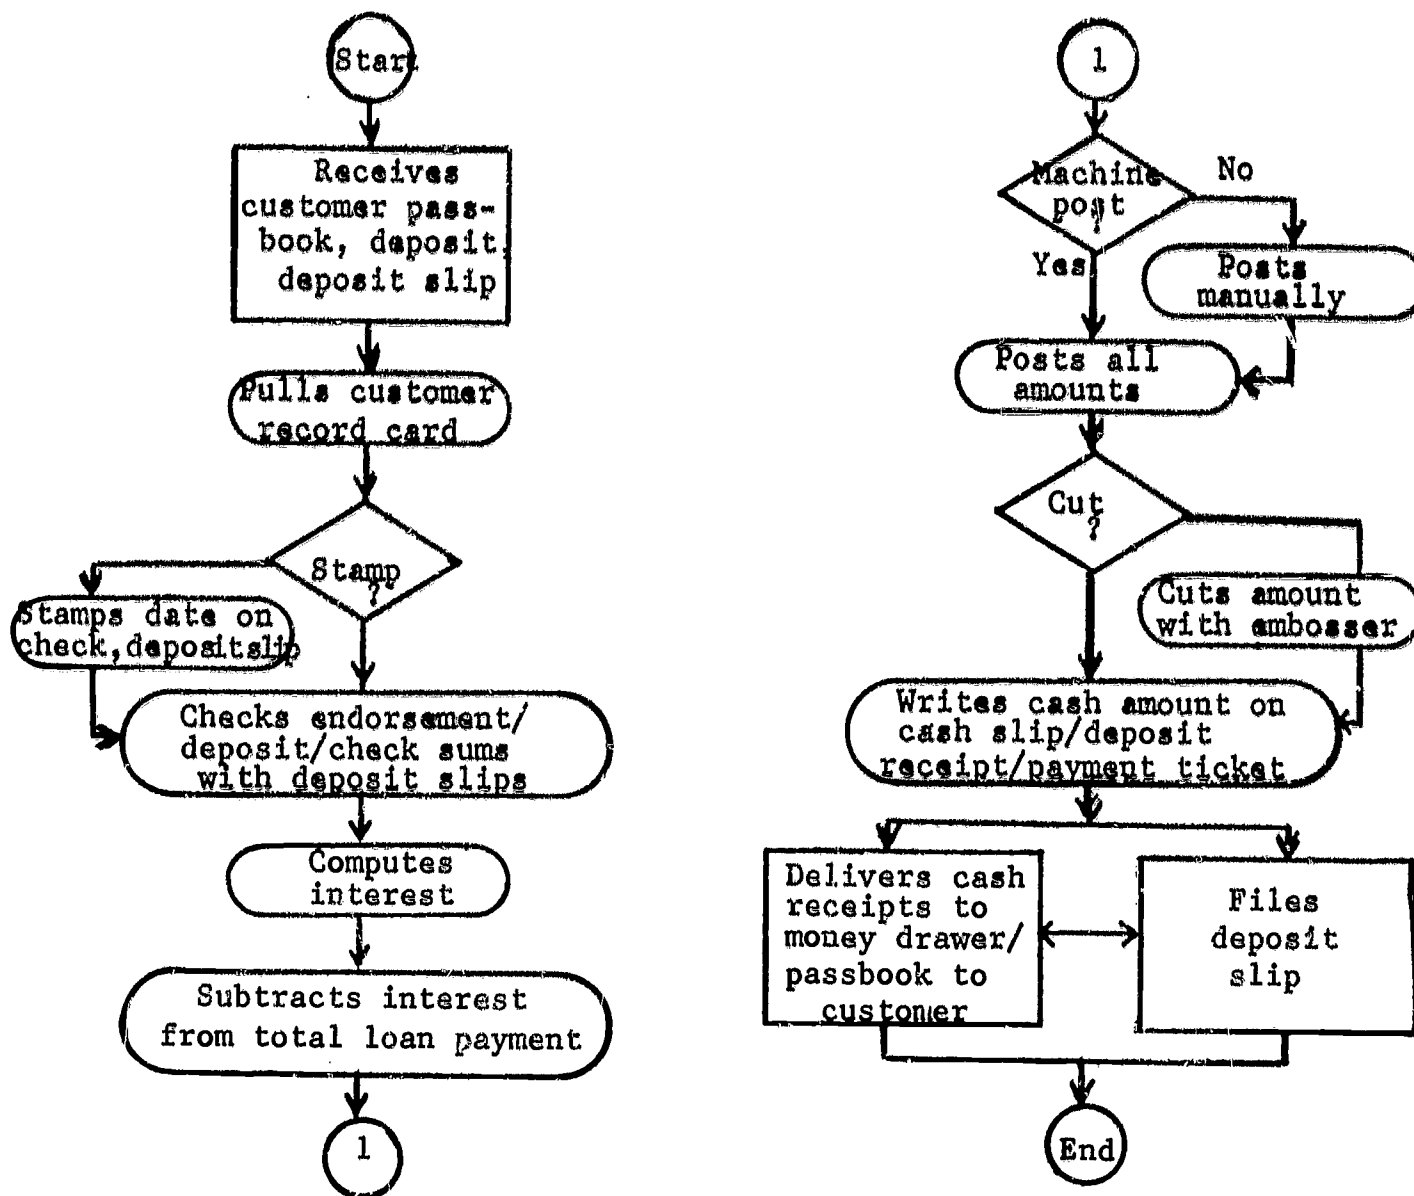 Start
Receives
customer pass-
book, deposit,
deposit slip
Pulls customer
record card
Stamp
?
Stamps date on
check,depositslip
Checks endorsement/
deposit/check sums
with deposit slips
Computes
interest
Subtracts interest
from total loan payment
1
1
Machine
post
?
No
Yes
Posts
manually
Posts all
amounts
Cut
?
Cuts amount
with embosser
Writes cash amount on
cash slip/deposit
receipt/payment ticket
Delivers cash
receipts to
money drawer/
passbook to
customer
Files
deposit
slip
End